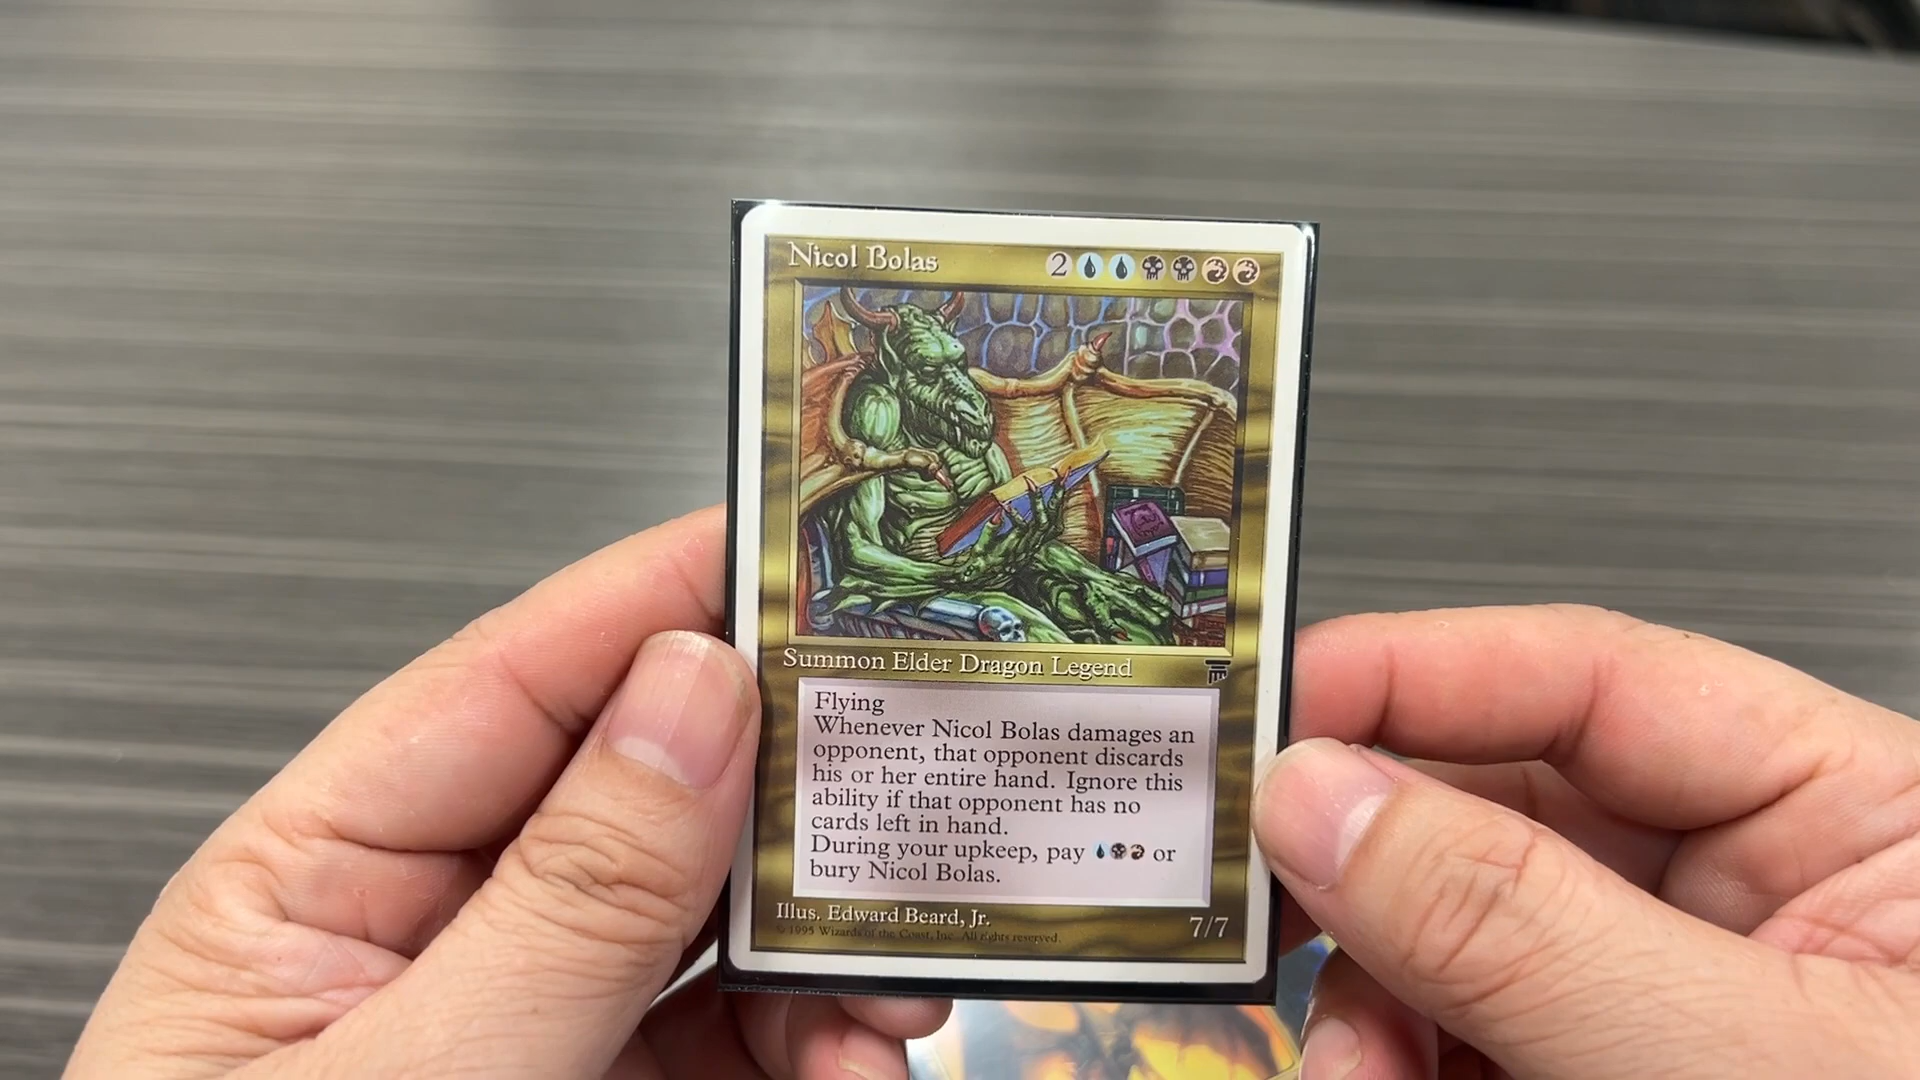 Nicol Bolas 2
Summon Elder Dragon Legend
Flying
Whenever Nicol Bolas damages an
opponent, that opponent discards
his or her entire hand. Ignore this
ability if that opponent has no
cards left in hand.
During your upkeep, pay or
bury Nicol Bolas.
Illus. Edward Beard, Jr. 7/7
© 1995 Wizards of the Coast, Inc. All rights reserved.